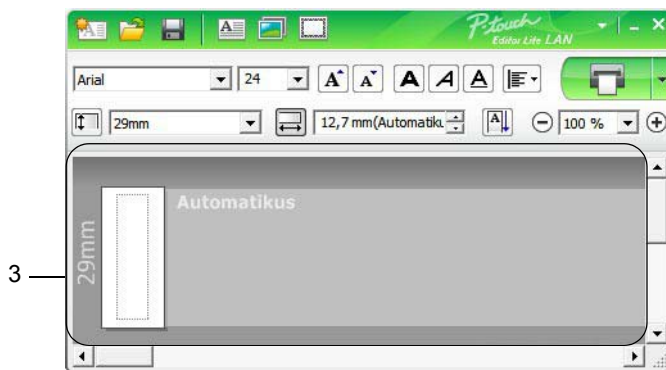 P-touch
Editor Lite LAN
A
A
Arial
24
A
A
A
A
A
29mm
12,7 mm(Automatiku
A
100 %
Automatikus
29mm
3